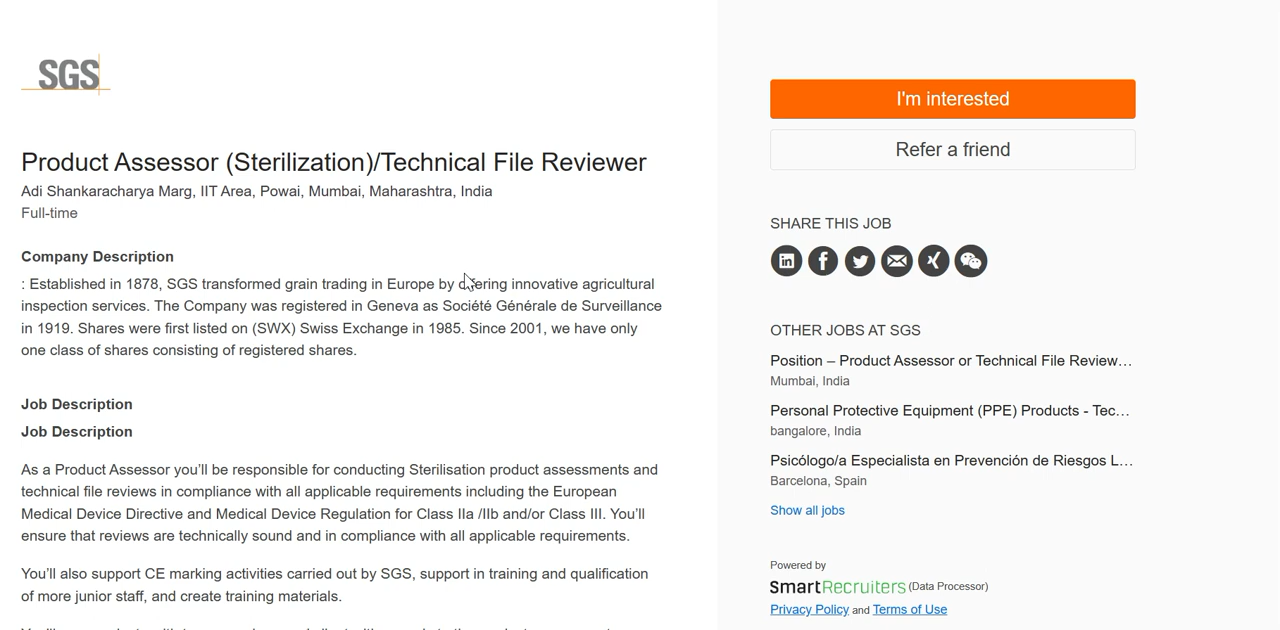 SGS
Product Assessor (Sterilization)/Technical File Reviewer
Adi Shankaracharya Marg, IIT Area, Powai, Mumbai, Maharashtra, India
Full-time
Company Description
: Established in 1878, SGS transformed grain trading in Europe by offering innovative agricultural
inspection services. The Company was registered in Geneva as Société Générale de Surveillance
in 1919. Shares were first listed on (SWX) Swiss Exchange in 1985. Since 2001, we have only
one class of shares consisting of registered shares.
Job Description
Job Description
As a Product Assessor you’ll be responsible for conducting Sterilisation product assessments and
technical file reviews in compliance with all applicable requirements including the European
Medical Device Directive and Medical Device Regulation for Class IIa /IIb and/or Class III. You’ll
ensure that reviews are technically sound and in compliance with all applicable requirements.
You’ll also support CE marking activities carried out by SGS, support in training and qualification
of more junior staff, and create training materials.
I'm interested
Refer a friend
SHARE THIS JOB
OTHER JOBS AT SGS
Position – Product Assessor or Technical File Review…
Mumbai, India
Personal Protective Equipment (PPE) Products - Tec…
bangalore, India
Psicólogo/a Especialista en Prevención de Riesgos L…
Barcelona, Spain
Show all jobs
Powered by
SmartRecruiters (Data Processor)
Privacy Policy and Terms of Use